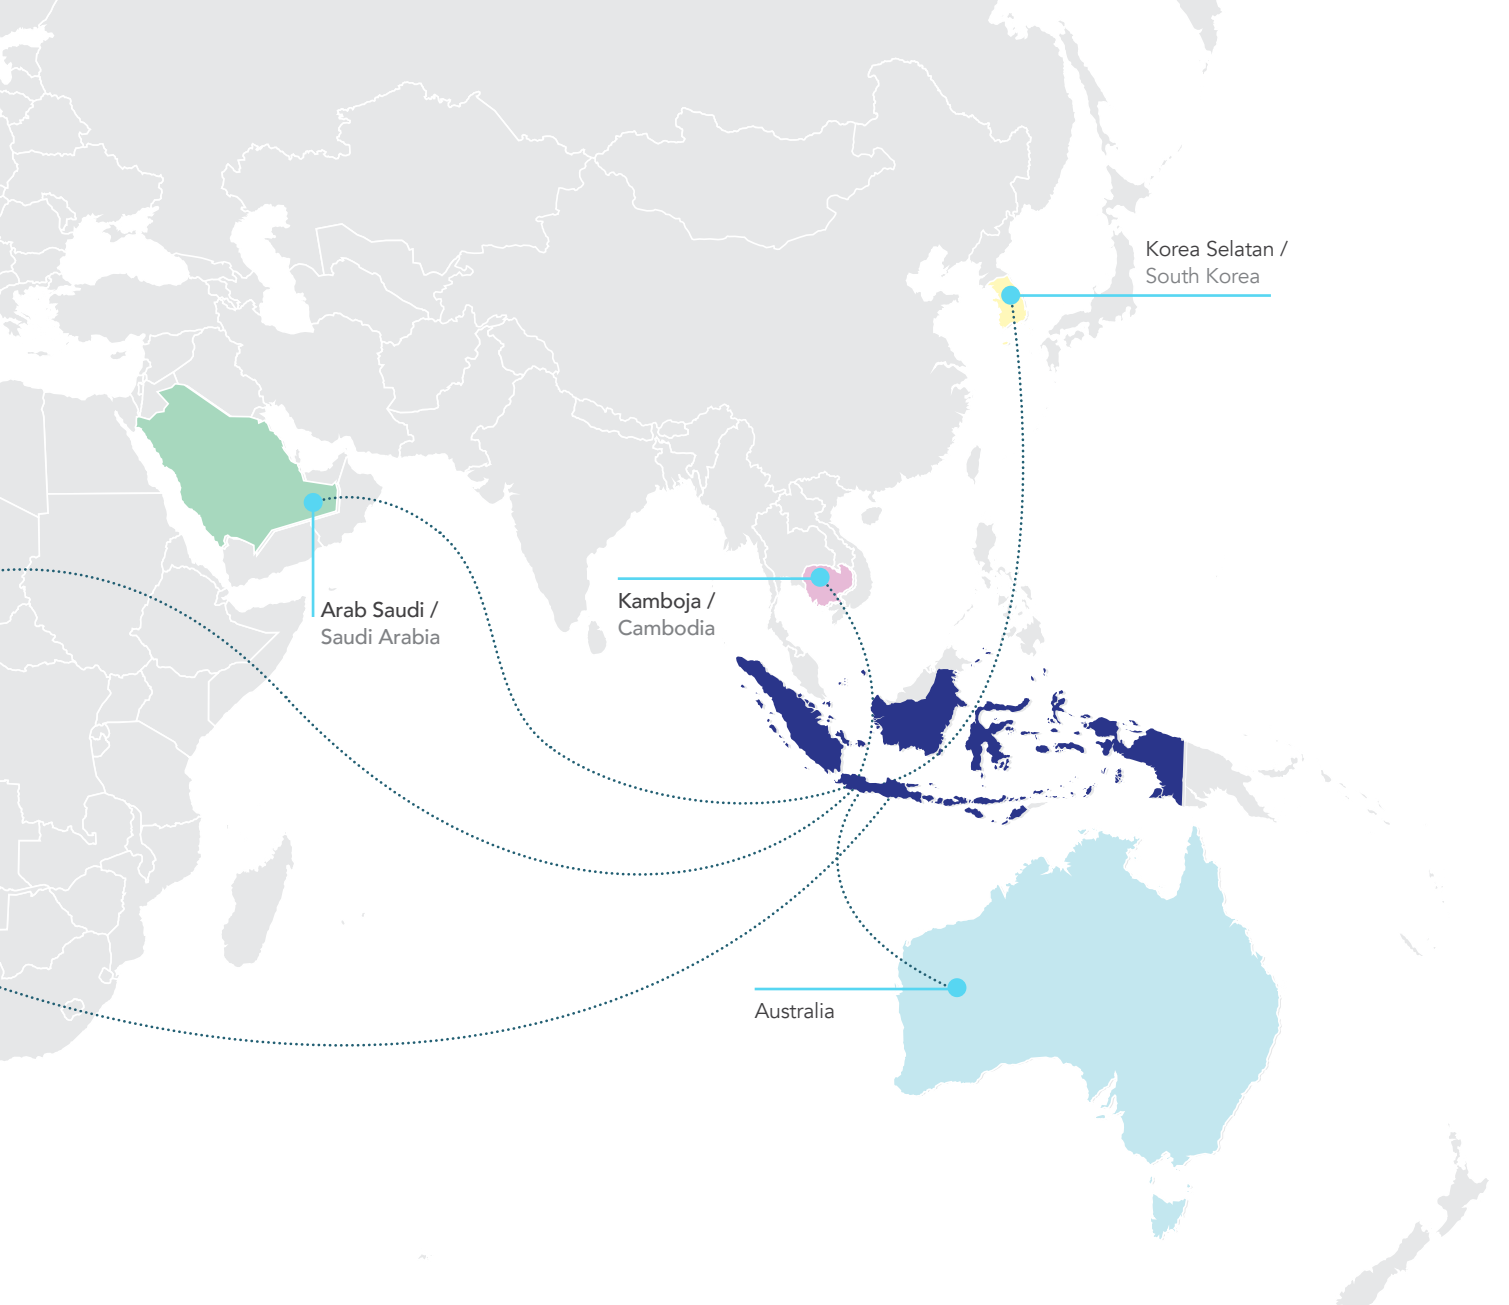 Korea Selatan /
South Korea
Arab Saudi /
Saudi Arabia
Kamboja /
Cambodia
Australia